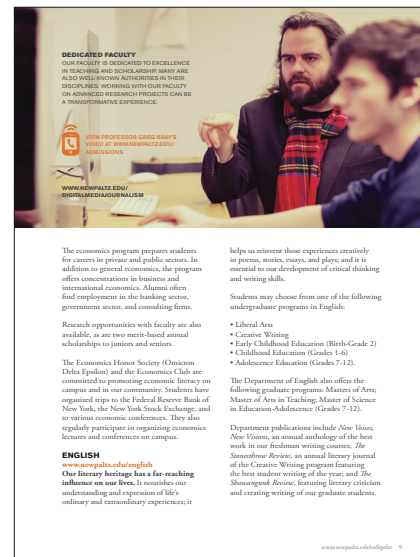 DEDICATED FACULTY
OUR FACULTY IS DEDICATED TO EXCELLENCE
IN TEACHING AND SCHOLARSHIP. MANY ARE
ALSO WELL-KNOWN AUTHORITIES IN THEIR
DISCIPLINES. WORKING WITH OUR FACULTY
ON ADVANCED RESEARCH PROJECTS CAN BE
A TRANSFORMATIVE EXPERIENCE.
VIEW PROFESSOR GREG BRAY'S
VIDEO AT WWW.NEWPALTZ.EDU/
ADMISSIONS
WWW.NEWPALTZ.EDU/
DIGITALMEDIAJOURNALISM
The economics program prepares students
for careers in private and public sectors. In
addition to general economics, the program
offers concentrations in business and
international economics. Alumni often
find employment in the banking sector,
government sector, and consulting firms.
Research opportunities with faculty are also
available, as are two merit-based annual
scholarships to juniors and seniors.
The Economics Honor Society (Omicron
Delta Epsilon) and the Economics Club are
committed to promoting economic literacy on
campus and in our community. Students have
organized trips to the Federal Reserve Bank of
New York, the New York Stock Exchange, and
to various economic conferences. They also
regularly participate in organizing economics
lectures and conferences on campus.
ENGLISH
www.newpaltz.edu/english
Our literary heritage has a far-reaching
influence on our lives. It nourishes our
understanding and expression of life's
ordinary and extraordinary experiences; it
helps us reinvent those experiences creatively
in poems, stories, essays, and plays; and it is
essential to our development of critical thinking
and writing skills.
Students may choose from one of the following
undergraduate programs in English:
• Liberal Arts
• Creative Writing
• Early Childhood Education (Birth-Grade 2)
• Childhood Education (Grades 1-6)
• Adolescence Education (Grades 7-12).
The Department of English also offers the
following graduate programs: Masters of Arts;
Master of Arts in Teaching; Master of Science
in Education-Adolescence (Grades 7-12).
Department publications include New Voices,
New Visions, an annual anthology of the best
work in our freshman writing courses; The
Stonesthrow Review, an annual literary journal
of the Creative Writing program featuring
the best student writing of the year; and The
Shawangunk Review, featuring literary criticism
and creating writing of our graduate students.
www.newpaltz.edu/collegelas 9